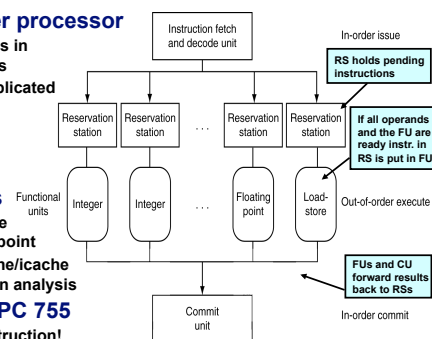 er processor
s in
s
plicated
s
e
point
ne/icache
n analysis
PC 755
truction!
Instruction fetch
and decode unit
In-order issue
RS holds pending
instructions
Reservation
station
Reservation
station
. . .
Reservation
station
Reservation
station
If all operands
and the FU are
ready instr. in
RS is put in FU
Functional
units
Integer
Integer
. . .
Floating
point
Load-
store
Out-of-order execute
FUs and CU
forward results
back to RSs
Commit
unit
In-order commit